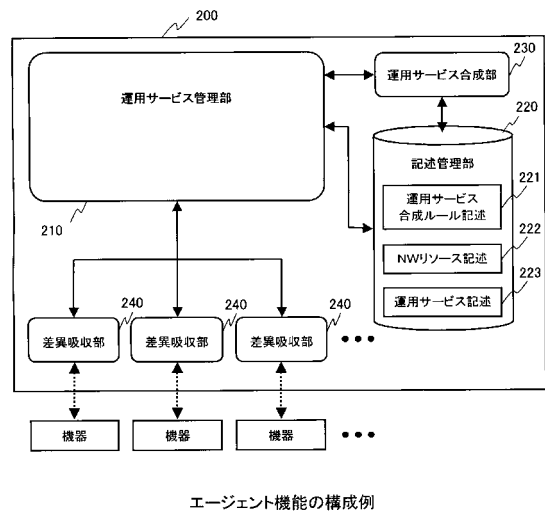 200
運用サービス管理部
210
運用サービス合成部
230
220
記述管理部
運用サービス
合成ルール記述
221
NWリソース記述
222
運用サービス記述
223
240
240
240
差異吸収部
差異吸収部
差異吸収部
機器
機器
機器
エージェント機能の構成例